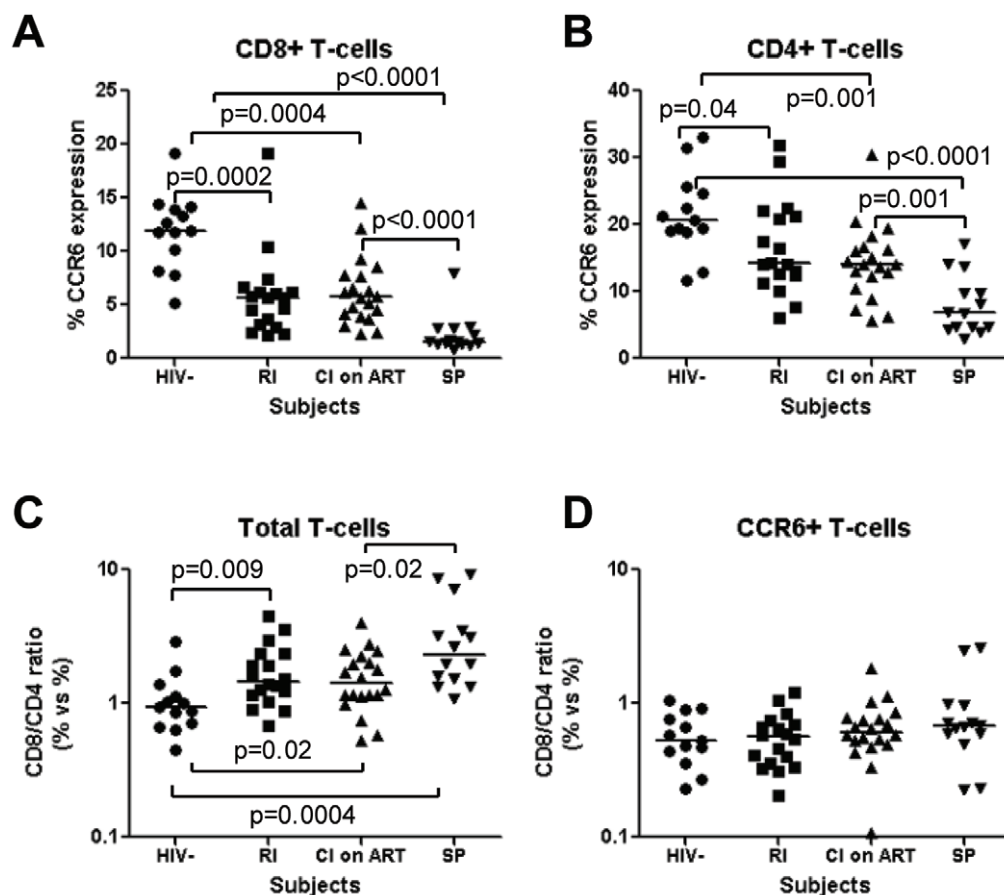 A
CD8+ T-cells
p<0.0001
p=0.0004
p=0.0002
p<0.0001
25
20
15
10
5
0
% CCR6 expression
HIV- RI CI on ART SP
Subjects
B
CD4+ T-cells
p=0.001
p=0.04
p<0.0001
p=0.001
40
30
20
10
0
% CCR6 expression
HIV- RI CI on ART SP
Subjects
C
Total T-cells
p=0.009
p=0.02
p=0.02
p=0.0004
10
1
0.1
CD8/CD4 ratio
(% vs %)
HIV- RI CI on ART SP
Subjects
D
CCR6+ T-cells
10
1
0.1
CD8/CD4 ratio
(% vs %)
HIV- RI CI on ART SP
Subjects